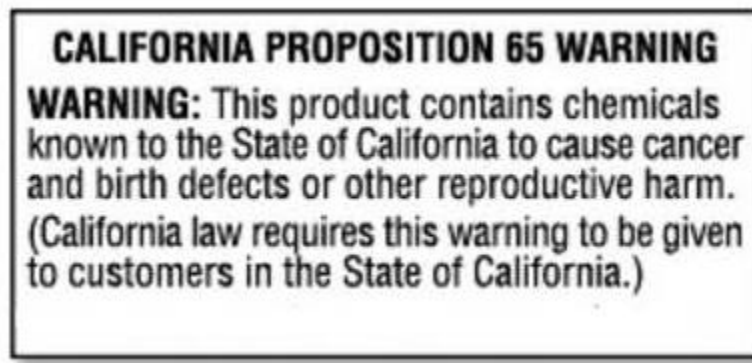 CALIFORNIA PROPOSITION 65 WARNING
WARNING: This product contains chemicals
known to the State of California to cause cancer
and birth defects or other reproductive harm.
(California law requires this warning to be given
to customers in the State of California.)